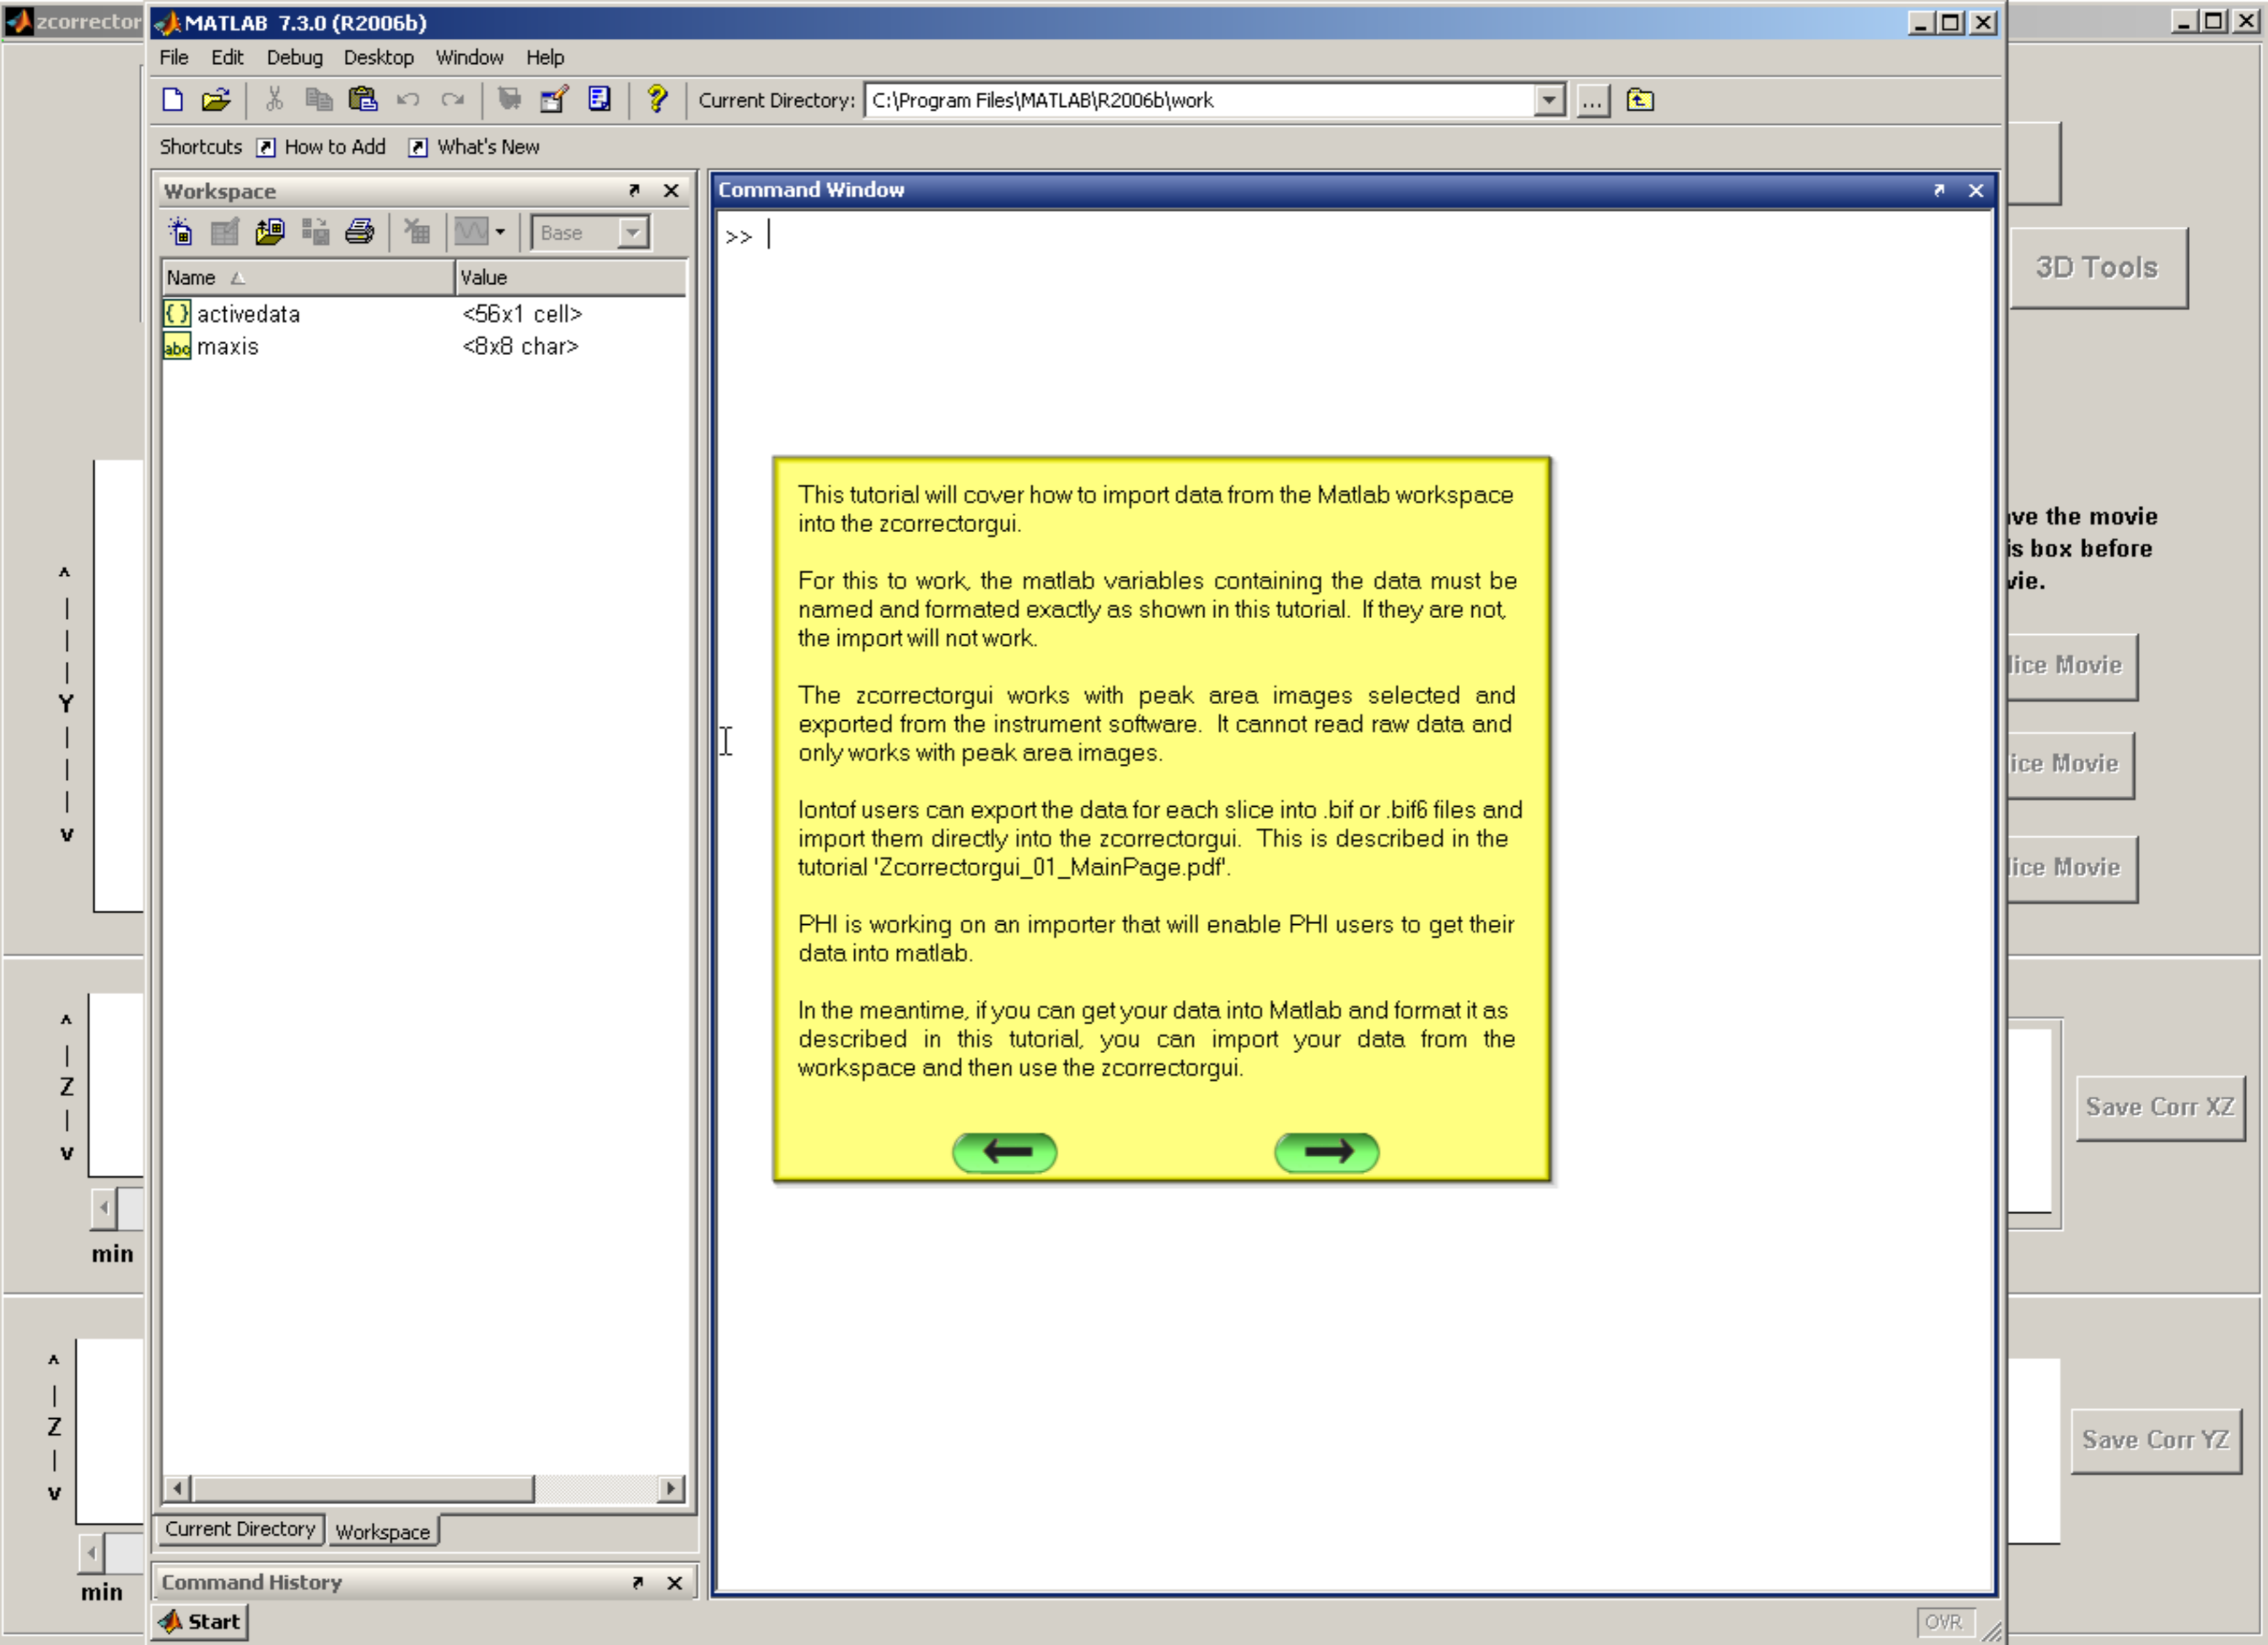 zcorrector
MATLAB 7.3.0 (R2006b)
File Edit Debug Desktop Window Help
Current Directory: C:\Program Files\MATLAB\R2006b\work
...
Shortcuts How to Add What's New
Workspace
Base
Name Value
{} activedata <56x1 cell>
abc maxis <8x8 char>
Command Window
>>
This tutorial will cover how to import data from the Matlab workspace
into the zcorrectorgui.
For this to work, the matlab variables containing the data must be
named and formated exactly as shown in this tutorial. If they are not,
the import will not work.
The zcorrectorgui works with peak area images selected and
exported from the instrument software. It cannot read raw data and
only works with peak area images.
Iontof users can export the data for each slice into .bif or .bif6 files and
import them directly into the zcorrectorgui. This is described in the
tutorial 'Zcorrectorgui_01_MainPage.pdf'.
PHI is working on an importer that will enable PHI users to get their
data into matlab.
In the meantime, if you can get your data into Matlab and format it as
described in this tutorial, you can import your data from the
workspace and then use the zcorrectorgui.
Current Directory Workspace
Command History
Start
OVR
3D Tools
ve the movie
is box before
vie.
lice Movie
ice Movie
lice Movie
Save Corr XZ
Save Corr YZ
^
|
|
|
Y
|
|
|
v
^
|
Z
|
v
min
^
|
Z
|
v
min